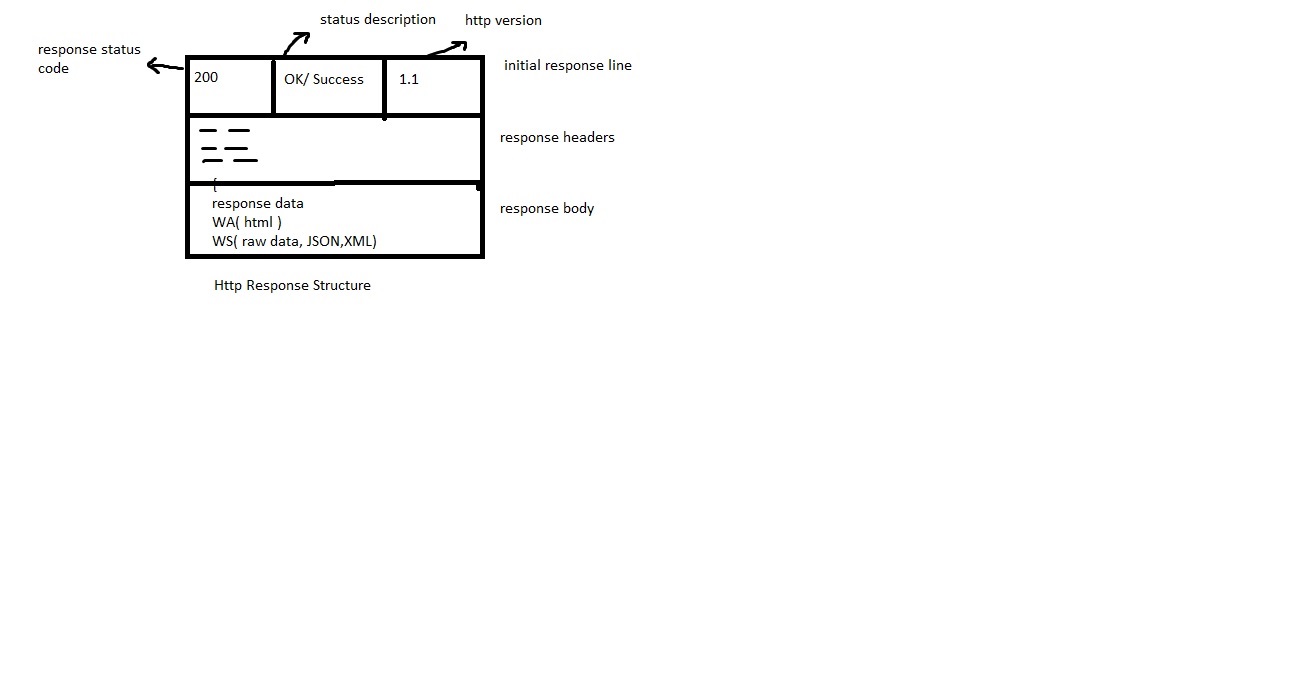 status description
http version
response status
code
200
OK/ Success
1.1
initial response line
response headers
{
response data
WA( html )
WS( raw data, JSON,XML)
response body
Http Response Structure